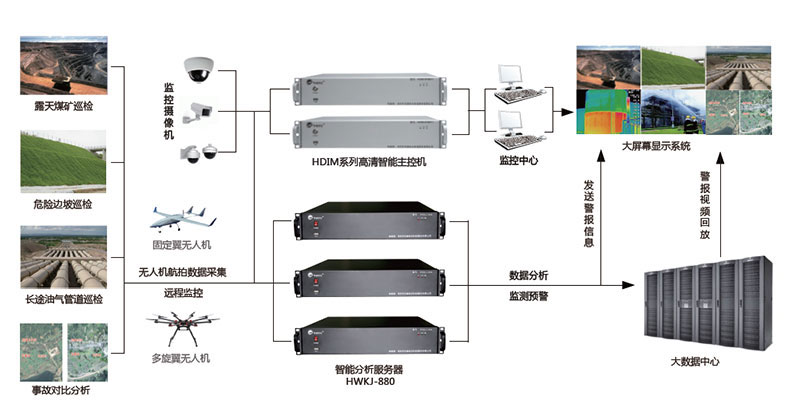 露天煤矿巡检
危险边坡巡检
长途油气管道巡检
事故对比分析
监控摄像机
固定翼无人机
无人机航拍数据采集
远程监控
多旋翼无人机
HDIM系列高清智能主控机
智能分析服务器
HWKJ-880
监控中心
数据分析
监测预警
大屏幕显示系统
发送警报信息
警报视频回放
大数据中心